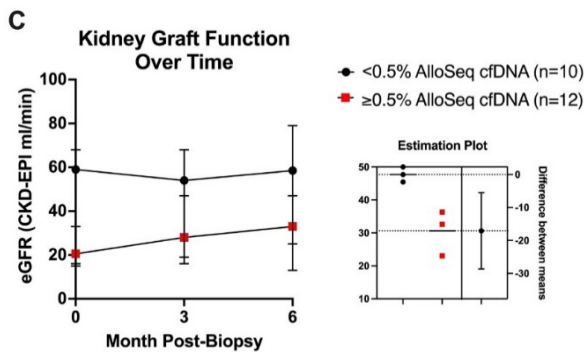 C
Kidney Graft Function
Over Time
100
80
60
40
20
0
eGFR (CKD-EPI ml/min)
0
3
6
Month Post-Biopsy
<0.5% AlloSeq cfDNA (n=10)
≥0.5% AlloSeq cfDNA (n=12)
Estimation Plot
50
40
30
20
10
0
-10
-20
-30
Difference between
means